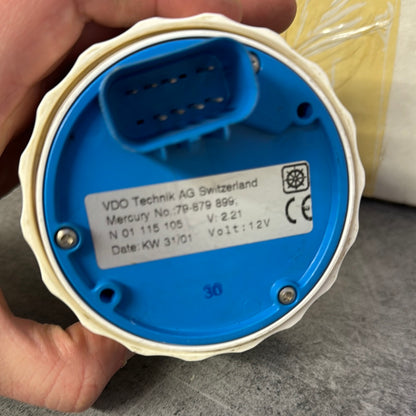 VDO Technik AG Switzerland
Mercury No.:79-879 899,
N 01 115 105 V: 2.21
Date: KW 31/01 Volt:12V
CE
30